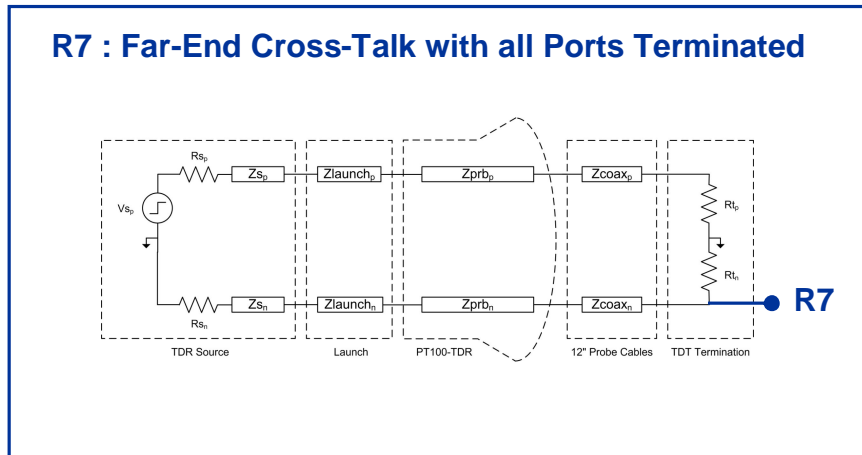 R7 : Far-End Cross-Talk with all Ports Terminated
Rsp
Zsp
Zlaunchp
Zprbp
Zcoaxp
Vsp
Rtp
Rtn
Rsn
Zsn
Zlaunchn
Zprbn
Zcoaxn
R7
TDR Source
Launch
PT100-TDR
12" Probe Cables
TDT Termination